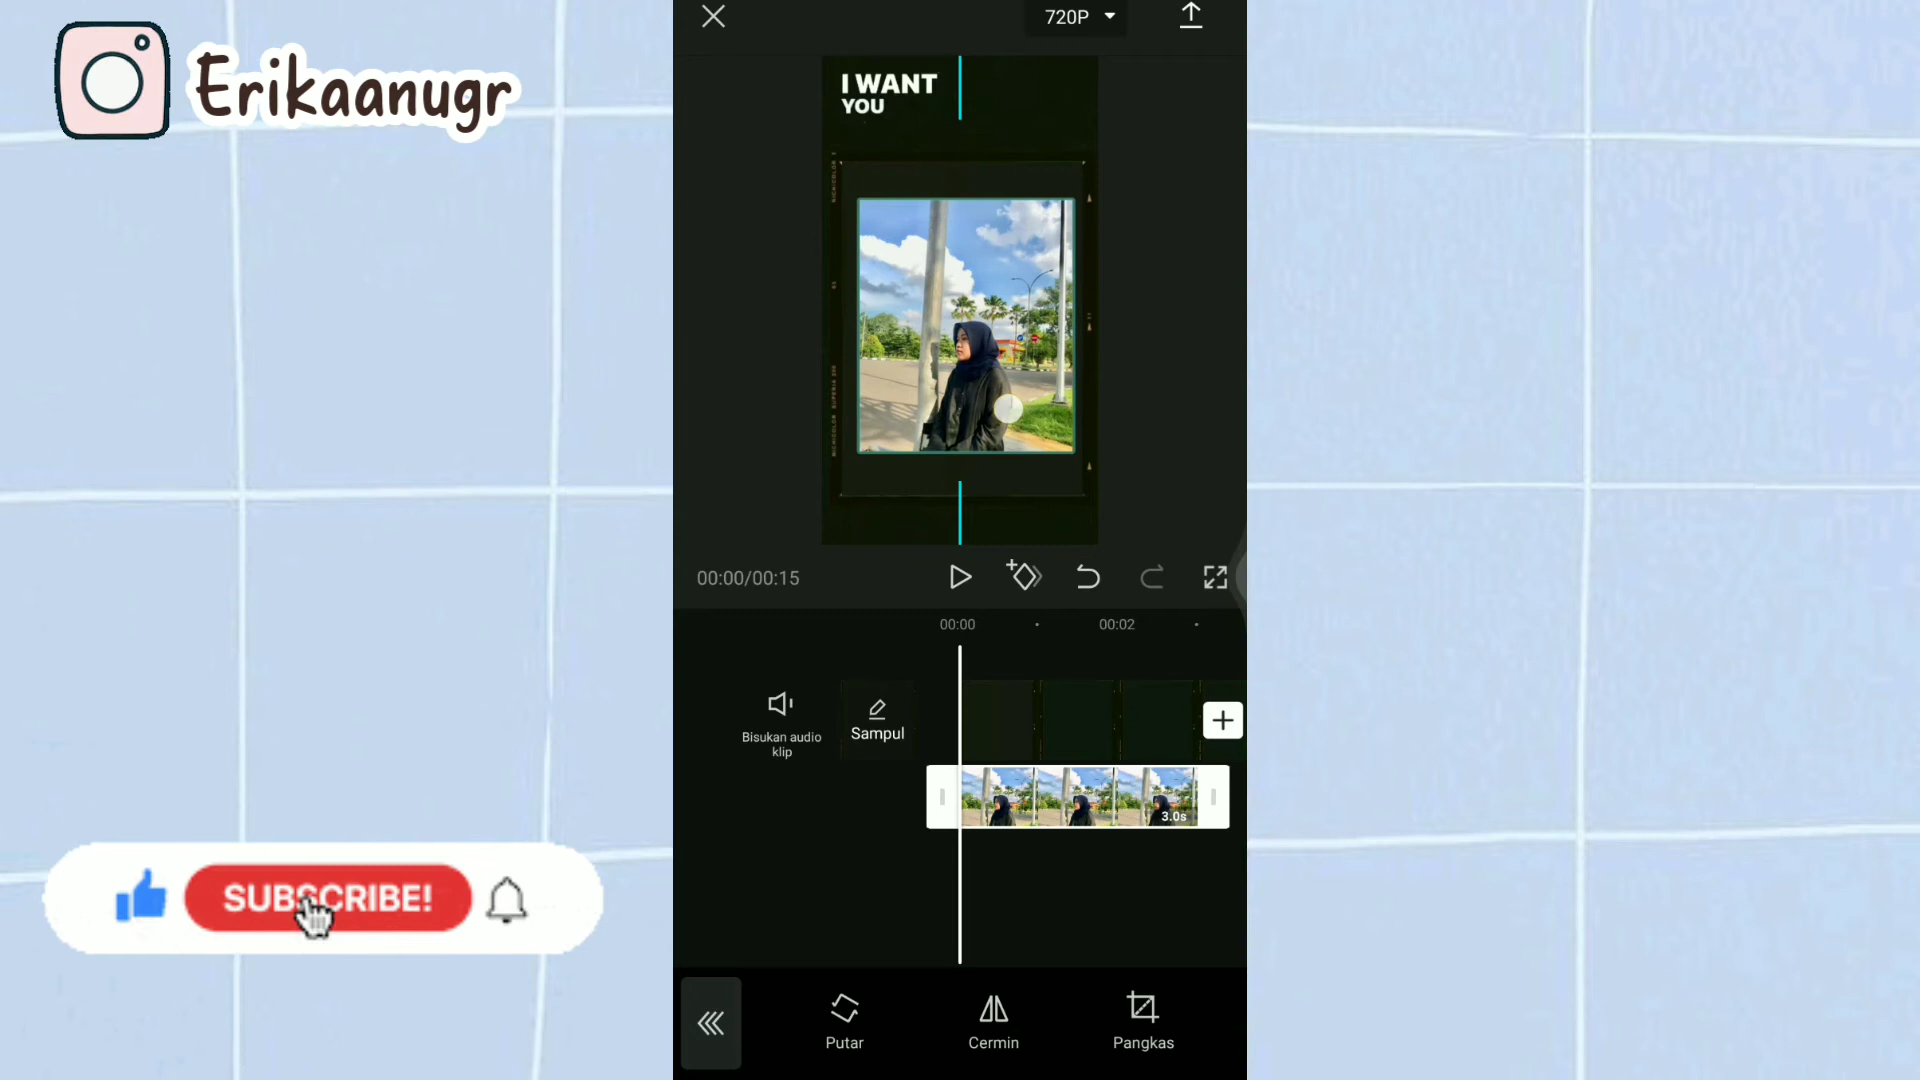 Erikaanugr
720P
I WANT
YOU
00:00/00:15
00:00
00:02
Bisukan audio
klip
Sampul
3.0s
SUBSCRIBE!
Putar
Cermin
Pangkas